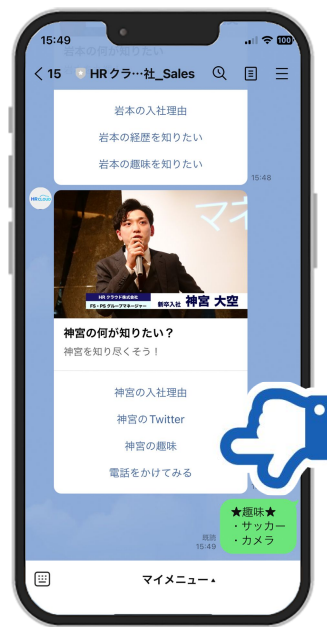 15:49
100
岩本の何が知りたい
15
HRクラ…社_Sales
岩本の入社理由
岩本の経歴を知りたい
岩本の趣味を知りたい
15:48
HRcLouD
マネ
HRクラウド株式会社
FS・PS グループマネージャー
新卒入社 神宮 大空
神宮の何が知りたい？
神宮を知り尽くそう！
神宮の入社理由
神宮のTwitter
神宮の趣味
電話をかけてみる
★趣味★
・サッカー
・カメラ
既読
15:49
マイメニュー▲